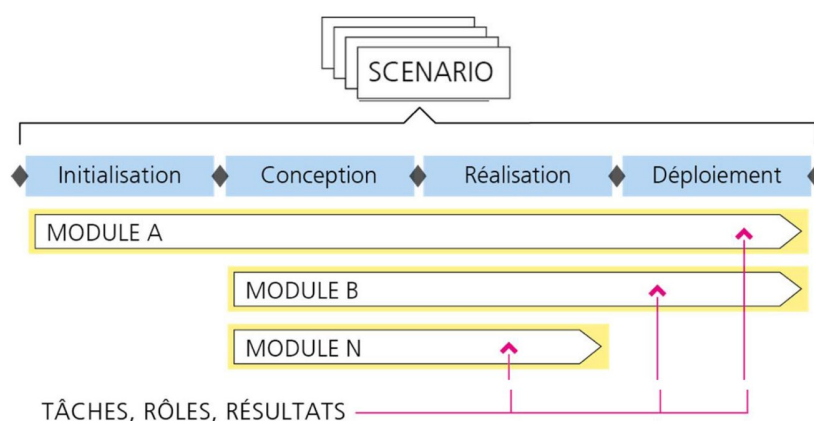 SCENARIO
Initialisation Conception Réalisation Déploiement
MODULE A
MODULE B
MODULE N
TÂCHES, RÔLES, RÉSULTATS